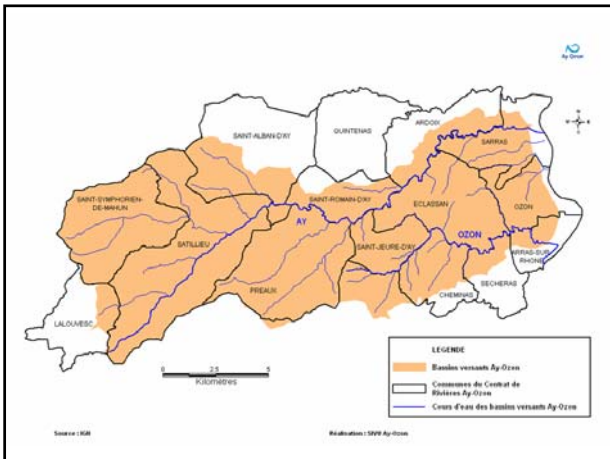 Ay-Ozon
SAINT-ALBAN-D'AY
QUINTENAS
ARDOIX
SARRAS
SAINT-SYMPHORIEN-
DE-MAHUN
SAINT-ROMAIN-D'AY
ECLASSAN
OZON
AY
SATILLIEU
SAINT-JEURE-D'AY
OZON
ARRAS-SUR-
RHONE
PREAUX
SECHERAS
CHEMINAS
LALOUVESC
0 2.5 5
Kilomètres
LEGENDE
Bassins versants Ay-Ozon
Communes du Contrat de
Rivières Ay-Ozon
Cours d'eau des bassins versants Ay-Ozon
Source : IGN
Réalisation : SIVR Ay-Ozon